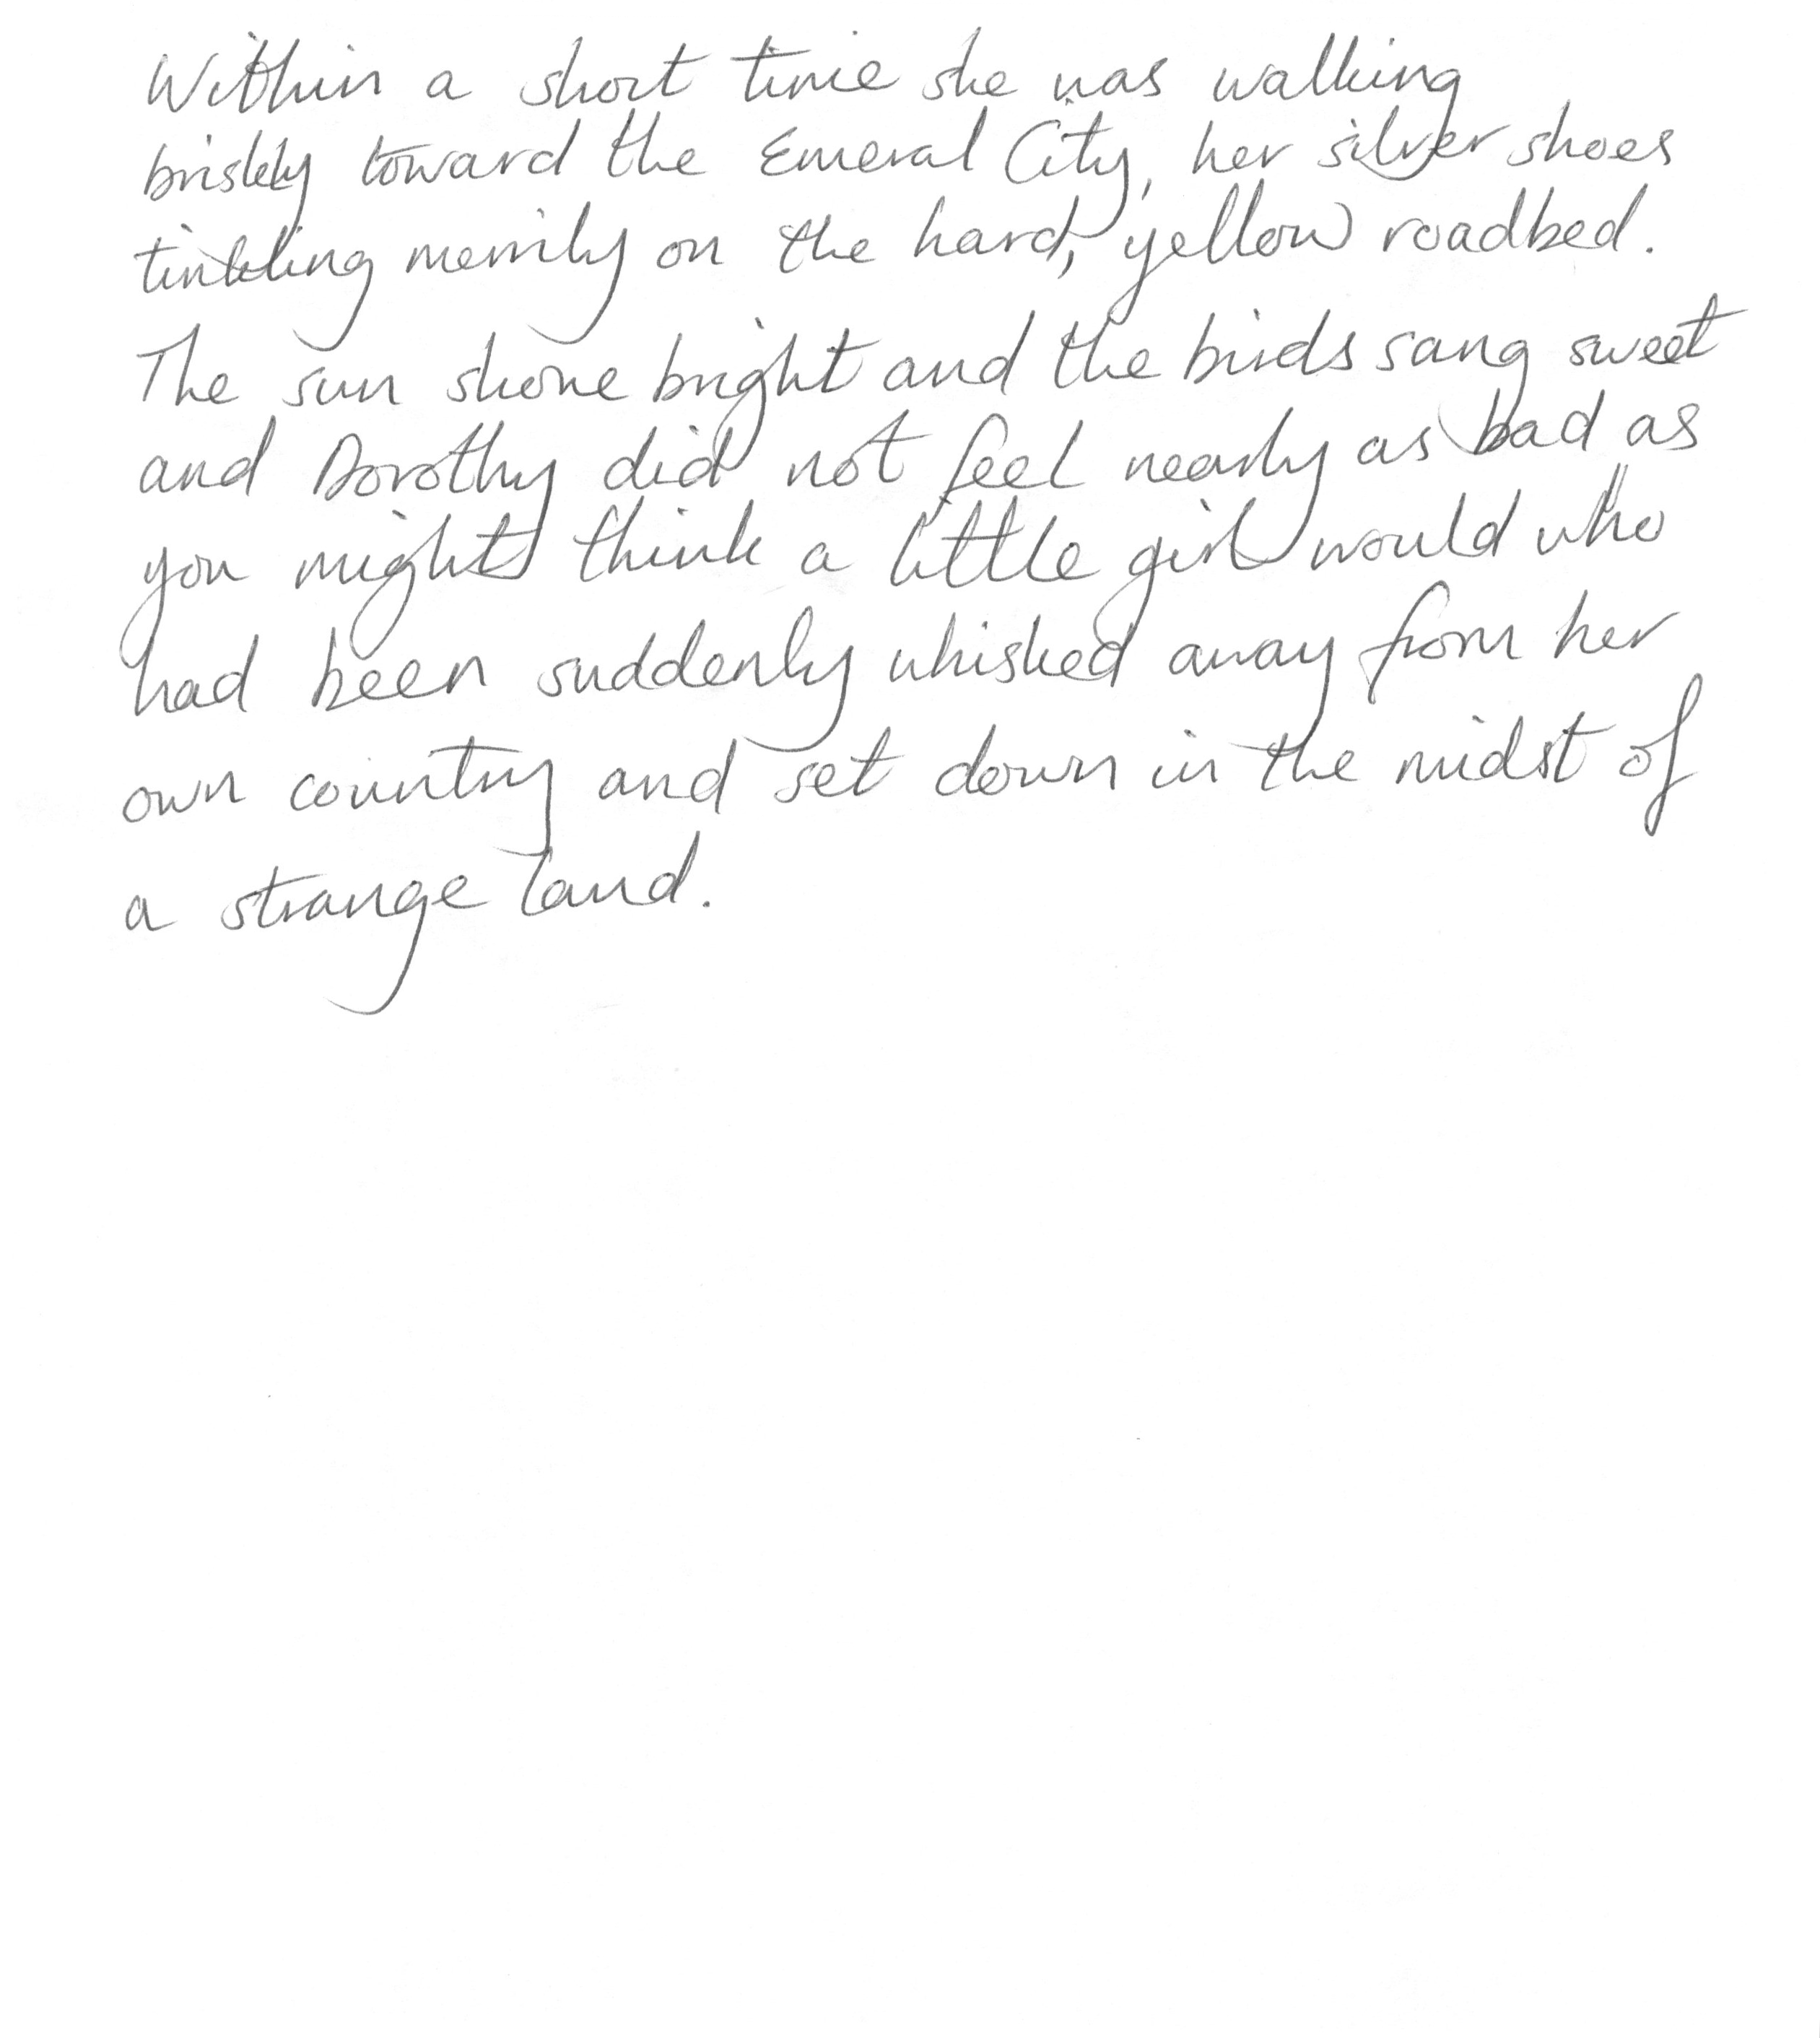 Within a short time she was walking
briskly toward the Emeral City, her silver shoes
tinkling merrily on the hard, yellow roadbed.
The sun shone bright and the birds sang sweet
and Dorothy did not feel nearly as bad as
you might think a little girl would who
had been suddenly whisked away from her
own country and set down in the midst of
a strange land.